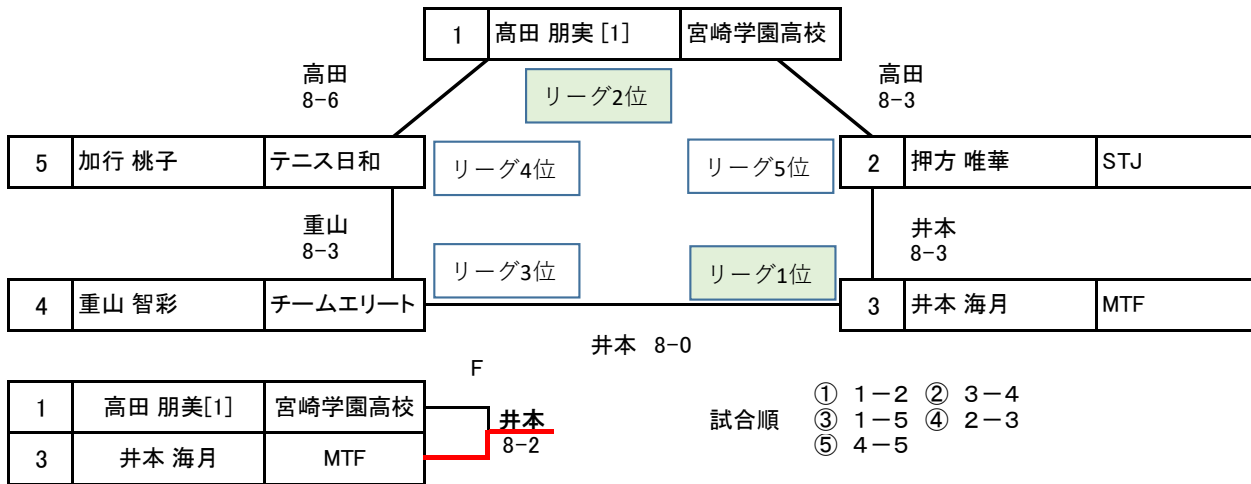 1 髙田 朋実 [1] 宮崎学園高校
高田
8-6
高田
8-3
リーグ2位
5 加行 桃子 テニス日和
リーグ4位
リーグ5位
2 押方 唯華 STJ
重山
8-3
井本
8-3
リーグ3位
リーグ1位
4 重山 智彩 チームエリート
3 井本 海月 MTF
井本 8-0
F
1 高田 朋美[1] 宮崎学園高校
3 井本 海月 MTF
井本
8-2
試合順
① 1－2 ② 3－4
③ 1－5 ④ 2－3
⑤ 4－5